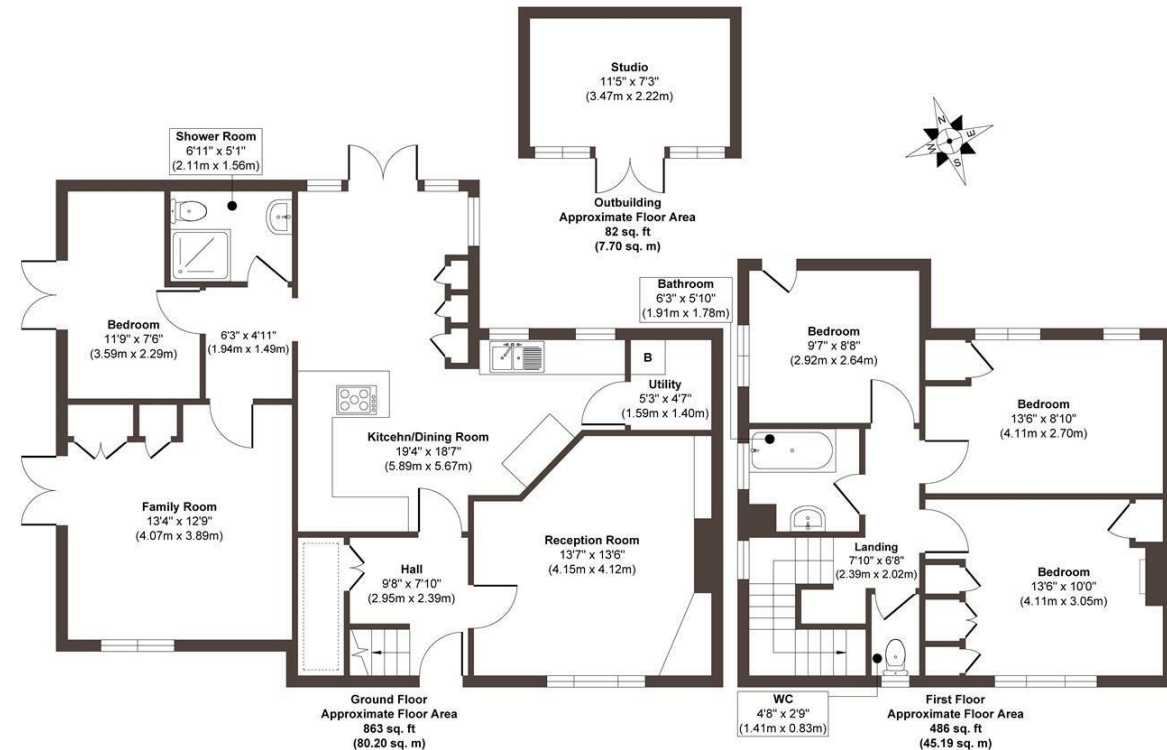 Studio
11'5" x 7'3"
(3.47m x 2.22m)
N
E
S
W
Shower Room
6'11" x 5'1"
(2.11m x 1.56m)
Outbuilding
Approximate Floor Area
82 sq. ft
(7.70 sq. m)
Bedroom
11'9" x 7'6"
(3.59m x 2.29m)
6'3" x 4'11"
(1.94m x 1.49m)
Bathroom
6'3" x 5'10"
(1.91m x 1.78m)
Bedroom
9'7" x 8'8"
(2.92m x 2.64m)
B
Utility
5'3" x 4'7"
(1.59m x 1.40m)
Kitcehn/Dining Room
19'4" x 18'7"
(5.89m x 5.67m)
Bedroom
13'6" x 8'10"
(4.11m x 2.70m)
Family Room
13'4" x 12'9"
(4.07m x 3.89m)
Reception Room
13'7" x 13'6"
(4.15m x 4.12m)
Hall
9'8" x 7'10"
(2.95m x 2.39m)
Landing
7'10" x 6'8"
(2.39m x 2.02m)
Bedroom
13'6" x 10'0"
(4.11m x 3.05m)
Ground Floor
Approximate Floor Area
863 sq. ft
(80.20 sq. m)
WC
4'8" x 2'9"
(1.41m x 0.83m)
First Floor
Approximate Floor Area
486 sq. ft
(45.19 sq. m)